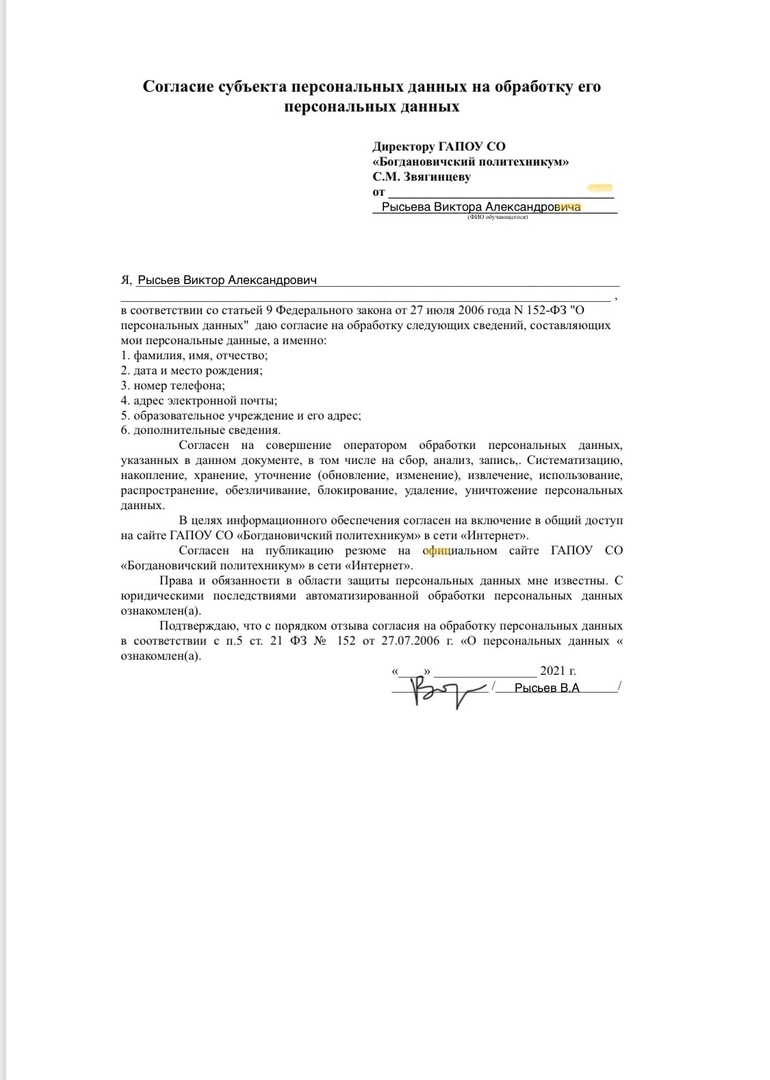 Согласие субъекта персональных данных на обработку его
персональных данных
Директору ГАПОУ СО
«Богдановичский политехникум»
С.М. Звягинцеву
от
Рысьева Виктора Александровича
(ФИО обучающегося)
Я, Рысьев Виктор Александрович
,
в соответствии со статьей 9 Федерального закона от 27 июля 2006 года N 152-ФЗ "О
персональных данных" даю согласие на обработку следующих сведений, составляющих
мои персональные данные, а именно:
1. фамилия, имя, отчество;
2. дата и место рождения;
3. номер телефона;
4. адрес электронной почты;
5. образовательное учреждение и его адрес;
6. дополнительные сведения.
Согласен на совершение оператором обработки персональных данных,
указанных в данном документе, в том числе на сбор, анализ, запись,. Систематизацию,
накопление, хранение, уточнение (обновление, изменение), извлечение, использование,
распространение, обезличивание, блокирование, удаление, уничтожение персональных
данных.
В целях информационного обеспечения согласен на включение в общий доступ
на сайте ГАПОУ СО «Богдановичский политехникум» в сети «Интернет».
Согласен на публикацию резюме на официальном сайте ГАПОУ СО
«Богдановичский политехникум» в сети «Интернет».
Права и обязанности в области защиты персональных данных мне известны. С
юридическими последствиями автоматизированной обработки персональных данных
ознакомлен(а).
Подтверждаю, что с порядком отзыва согласия на обработку персональных данных
в соответствии с п.5 ст. 21 ФЗ № 152 от 27.07.2006 г. «О персональных данных «
ознакомлен(а).
«____» ________________ 2021 г.
/ Рысьев В.А /